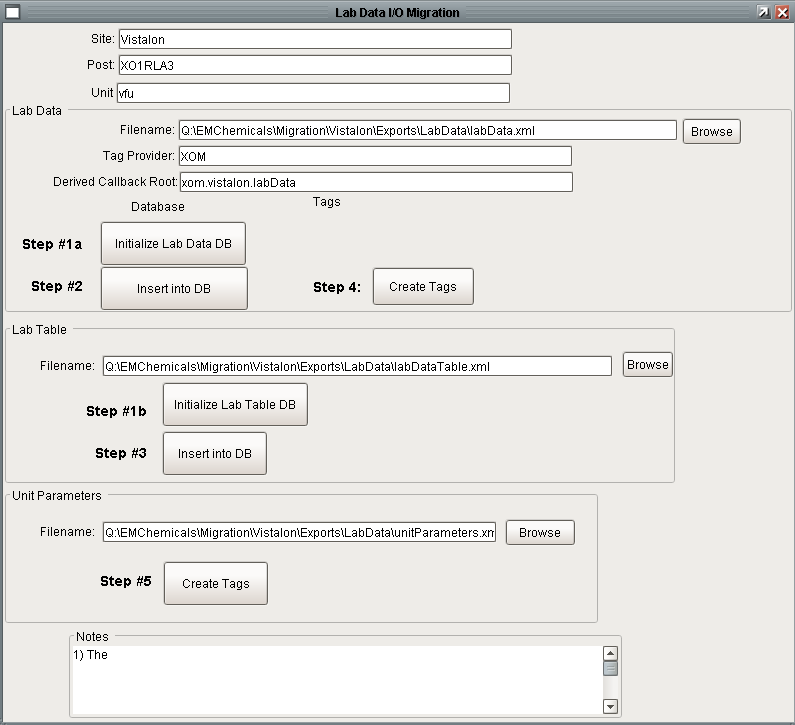 Lab Data I/O Migration
Site: Vistalon
Post: XO1RLA3
Unit vfu
Lab Data
Filename: Q:\EMChemicals\Migration\Vistalon\Exports\LabData\labData.xml Browse
Tag Provider: XOM
Derived Callback Root: xom.vistalon.labData
Database Tags
Step #1a Initialize Lab Data DB
Step #2 Insert into DB Step 4: Create Tags
Lab Table
Filename: Q:\EMChemicals\Migration\Vistalon\Exports\LabData\labDataTable.xml Browse
Step #1b Initialize Lab Table DB
Step #3 Insert into DB
Unit Parameters
Filename: Q:\EMChemicals\Migration\Vistalon\Exports\LabData\unitParameters.xm Browse
Step #5 Create Tags
Notes
1) The